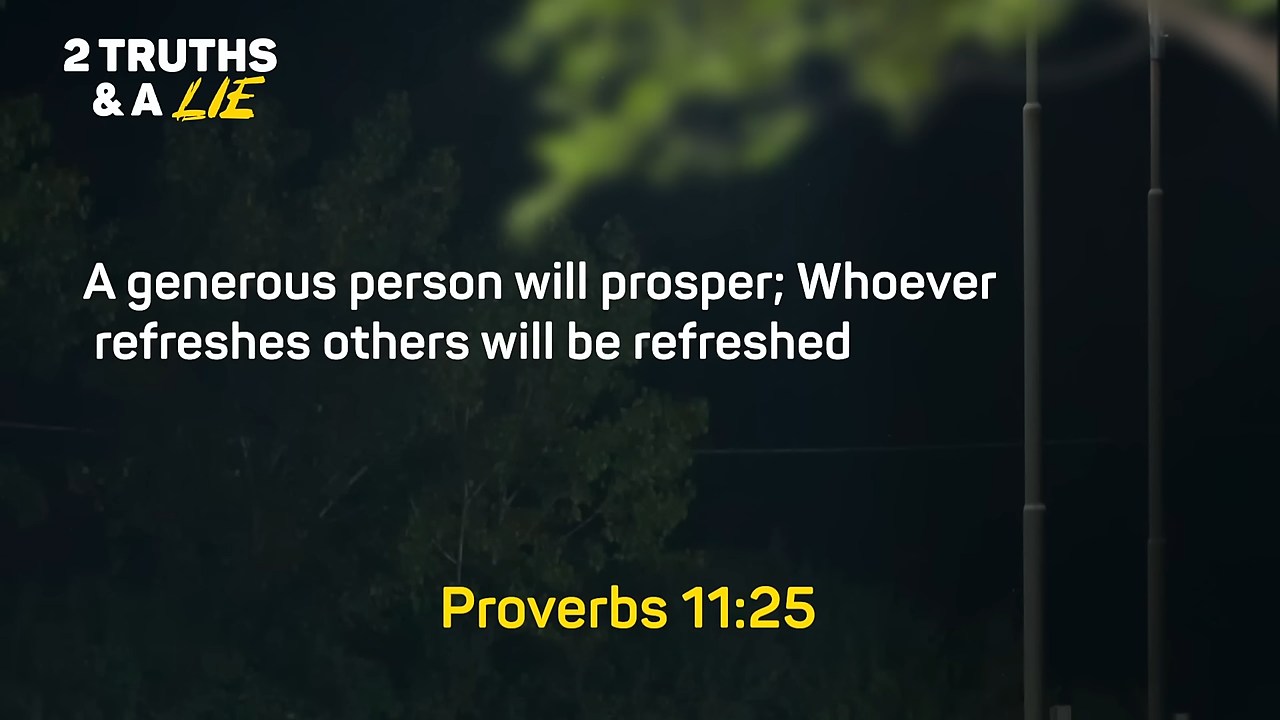 2 TRUTHS
& A LIE
A generous person will prosper; Whoever
refreshes others will be refreshed
Proverbs 11:25